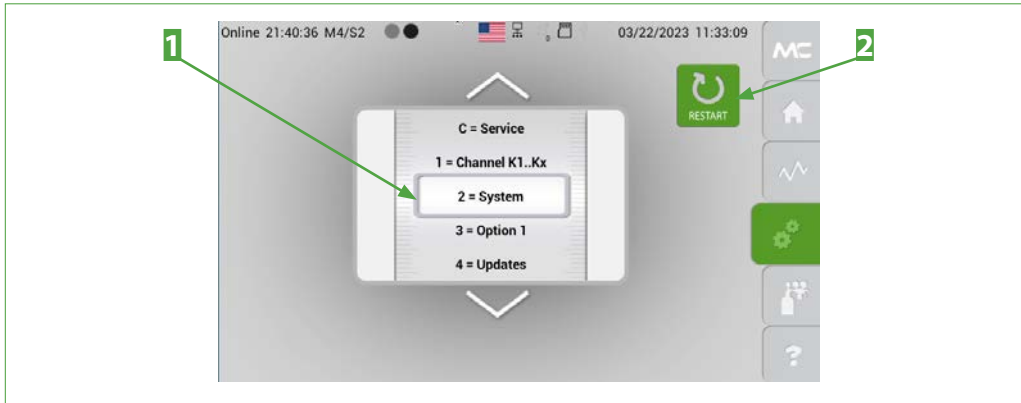 1
Online 21:40:36 M4/S2
03/22/2023 11:33:09
MC
2
RESTART
C = Service
1 = Channel K1..Kx
2 = System
3 = Option 1
4 = Updates
?